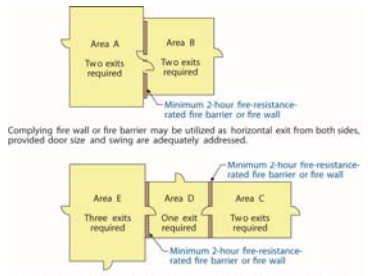 Area A
Two exits
required
Area B
Two exits
required
Minimum 2-hour fire-resistance-
rated fire barrier or fire wall
Complying fire wall or fire barrier may be utilized as horizontal exit from both sides,
provided door size and swing are adequately addressed.
Minimum 2-hour fire-resistance-
rated fire barrier or fire wall
Area E
Three exits
required
Area D
One exit
required
Area C
Two exits
required
Minimum 2-hour fire-resistance-
rated fire barrier or fire wall